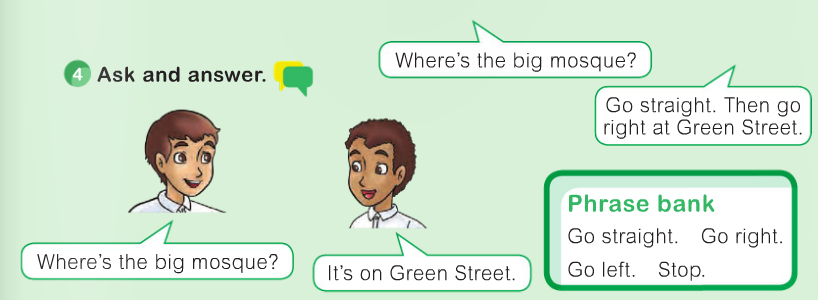 4 Ask and answer.
Where's the big mosque?
It's on Green Street.
Where's the big mosque?
Go straight. Then go
right at Green Street.
Phrase bank
Go straight. Go right.
Go left. Stop.